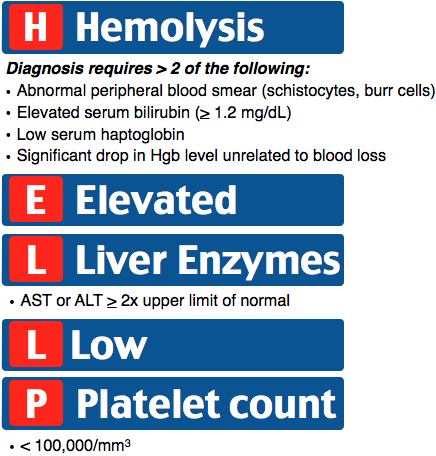 H Hemolysis
Diagnosis requires > 2 of the following:
• Abnormal peripheral blood smear (schistocytes, burr cells)
• Elevated serum bilirubin (≥ 1.2 mg/dL)
• Low serum haptoglobin
• Significant drop in Hgb level unrelated to blood loss
E Elevated
L Liver Enzymes
• AST or ALT ≥ 2x upper limit of normal
L Low
P Platelet count
• < 100,000/mm³